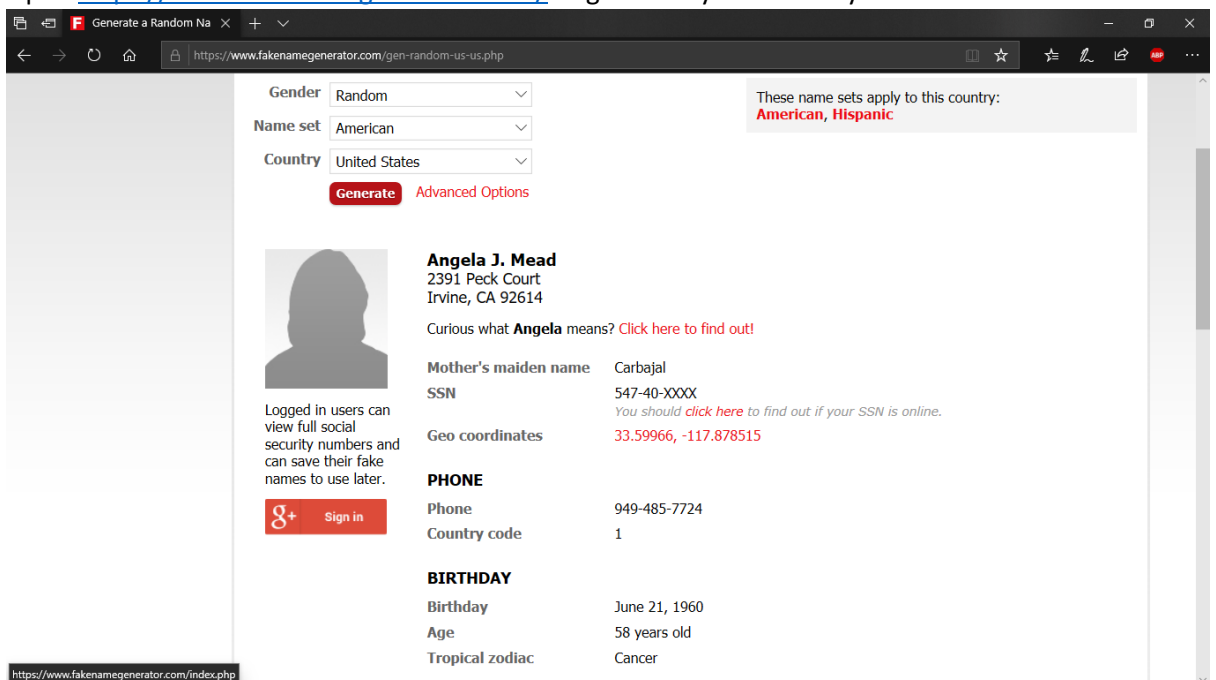 Generate a Random Na
https://www.fakenamegenerator.com/gen-random-us-us.php
ABP
Gender Random
Name set American
Country United States
Generate Advanced Options
These name sets apply to this country:
American, Hispanic
Angela J. Mead
2391 Peck Court
Irvine, CA 92614
Curious what Angela means? Click here to find out!
Mother's maiden name Carbajal
SSN 547-40-XXXX
You should click here to find out if your SSN is online.
Geo coordinates 33.59966, -117.878515
Logged in users can
view full social
security numbers and
can save their fake
names to use later.
g+ Sign in
PHONE
Phone 949-485-7724
Country code 1
BIRTHDAY
Birthday June 21, 1960
Age 58 years old
Tropical zodiac Cancer
https://www.fakenamegenerator.com/index.php